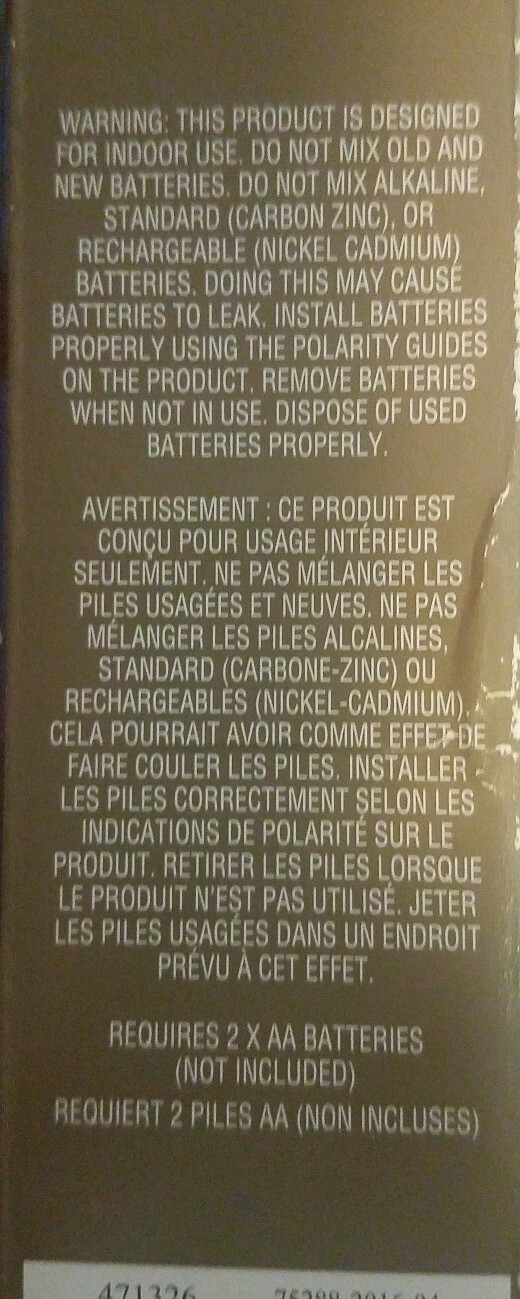 WARNING: THIS PRODUCT IS DESIGNED
FOR INDOOR USE. DO NOT MIX OLD AND
NEW BATTERIES. DO NOT MIX ALKALINE,
STANDARD (CARBON ZINC), OR
RECHARGEABLE (NICKEL CADMIUM)
BATTERIES. DOING THIS MAY CAUSE
BATTERIES TO LEAK. INSTALL BATTERIES
PROPERLY USING THE POLARITY GUIDES
ON THE PRODUCT. REMOVE BATTERIES
WHEN NOT IN USE. DISPOSE OF USED
BATTERIES PROPERLY.
AVERTISSEMENT : CE PRODUIT EST
CONÇU POUR USAGE INTÉRIEUR
SEULEMENT. NE PAS MÉLANGER LES
PILES USAGÉES ET NEUVES. NE PAS
MÉLANGER LES PILES ALCALINES,
STANDARD (CARBONE-ZINC) OU
RECHARGEABLES (NICKEL-CADMIUM).
CELA POURRAIT AVOIR COMME EFFET DE
FAIRE COULER LES PILES. INSTALLER
LES PILES CORRECTEMENT SELON LES
INDICATIONS DE POLARITÉ SUR LE
PRODUIT. RETIRER LES PILES LORSQUE
LE PRODUIT N'EST PAS UTILISÉ. JETER
LES PILES USAGÉES DANS UN ENDROIT
PRÉVU À CET EFFET.
REQUIRES 2 X AA BATTERIES
(NOT INCLUDED)
REQUIERT 2 PILES AA (NON INCLUSES)
471326